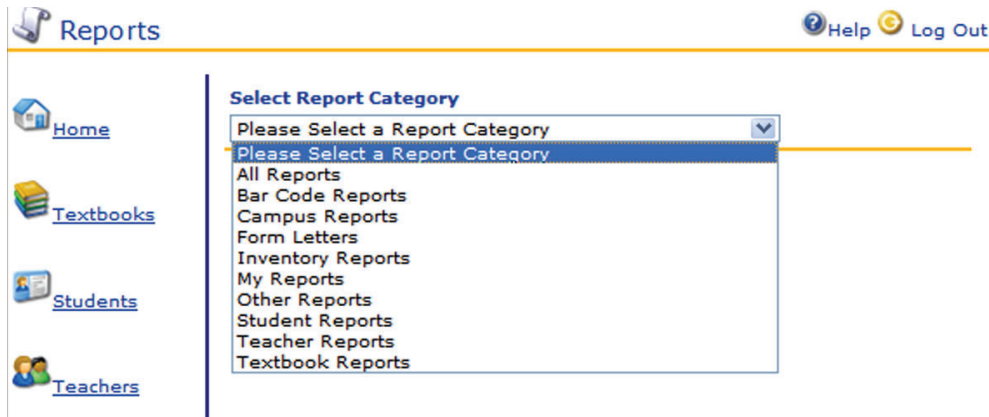 Reports
Help Log Out
Home
Textbooks
Students
Teachers
Select Report Category
Please Select a Report Category
Please Select a Report Category
All Reports
Bar Code Reports
Campus Reports
Form Letters
Inventory Reports
My Reports
Other Reports
Student Reports
Teacher Reports
Textbook Reports